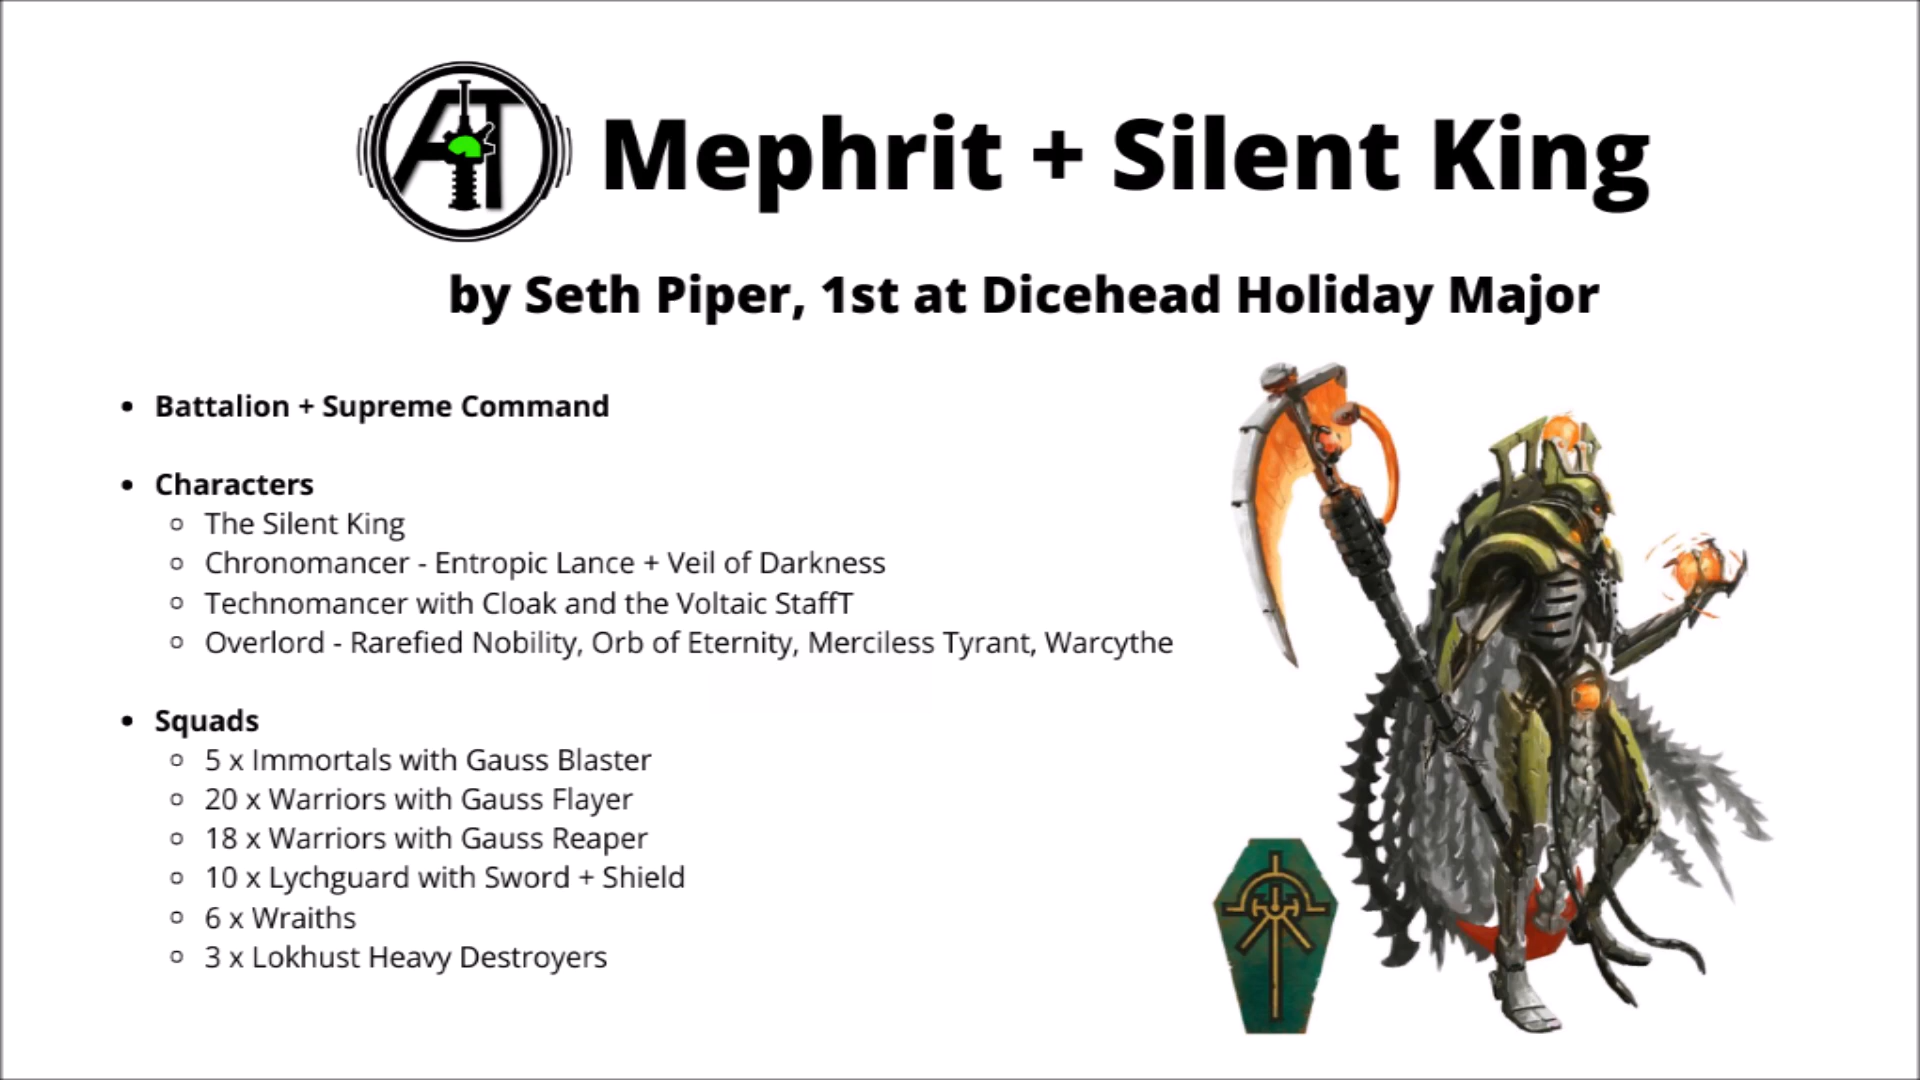 AT
Mephrit + Silent King
by Seth Piper, 1st at Dicehead Holiday Major
• Battalion + Supreme Command
• Characters
○ The Silent King
○ Chronomancer - Entropic Lance + Veil of Darkness
○ Technomancer with Cloak and the Voltaic StaffT
○ Overlord - Rarefied Nobility, Orb of Eternity, Merciless Tyrant, Warcythe
• Squads
○ 5 x Immortals with Gauss Blaster
○ 20 x Warriors with Gauss Flayer
○ 18 x Warriors with Gauss Reaper
○ 10 x Lychguard with Sword + Shield
○ 6 x Wraiths
○ 3 x Lokhust Heavy Destroyers